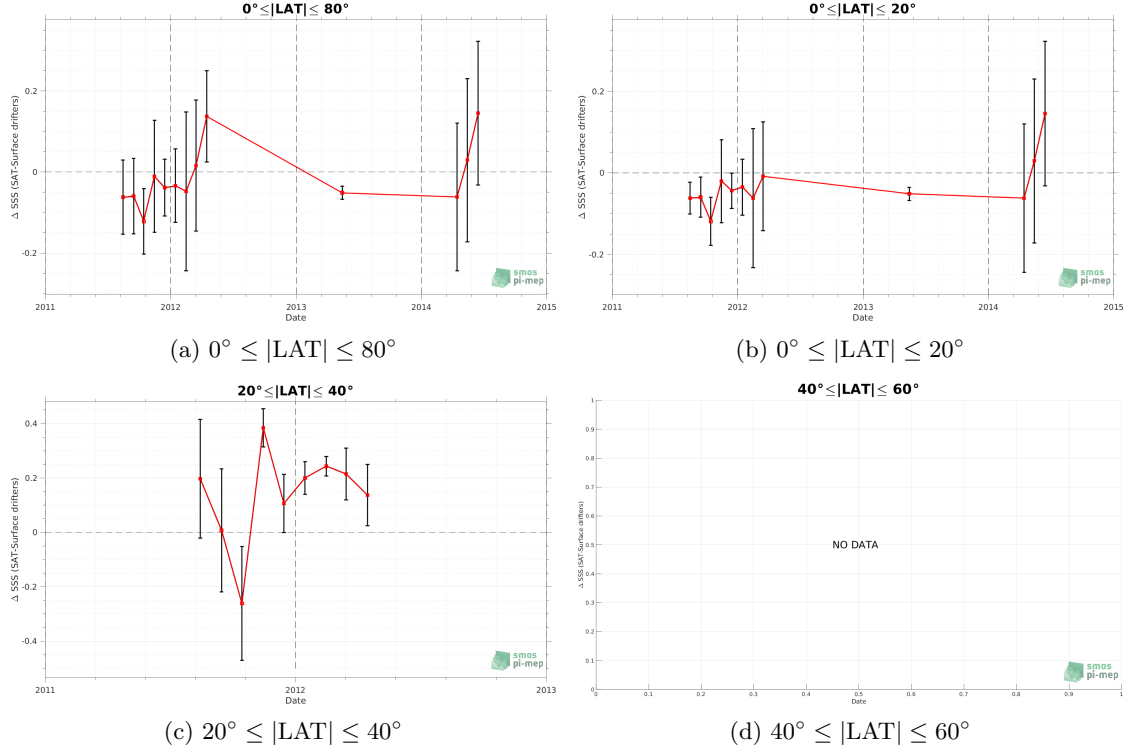 0°≤|LAT|≤ 80°
Δ SSS (SAT-Surface drifters)
0.2
0
-0.2
smos
pi-mep
2011 2012 2013 2014 2015
Date
(a) 0° ≤ |LAT| ≤ 80°
0°≤|LAT|≤ 20°
Δ SSS (SAT-Surface drifters)
0.2
0
-0.2
smos
pi-mep
2011 2012 2013 2014 2015
Date
(b) 0° ≤ |LAT| ≤ 20°
20°≤|LAT|≤ 40°
Δ SSS (SAT-Surface drifters)
0.4
0.2
0
-0.2
-0.4
smos
pi-mep
2011 2012 2013
Date
(c) 20° ≤ |LAT| ≤ 40°
40°≤|LAT|≤ 60°
Δ SSS (SAT-Surface drifters)
1
0.9
0.8
0.7
0.6
0.5
0.4
0.3
0.2
0.1
0
NO DATA
smos
pi-mep
0 0.1 0.2 0.3 0.4 0.5 0.6 0.7 0.8 0.9 1
Date
(d) 40° ≤ |LAT| ≤ 60°